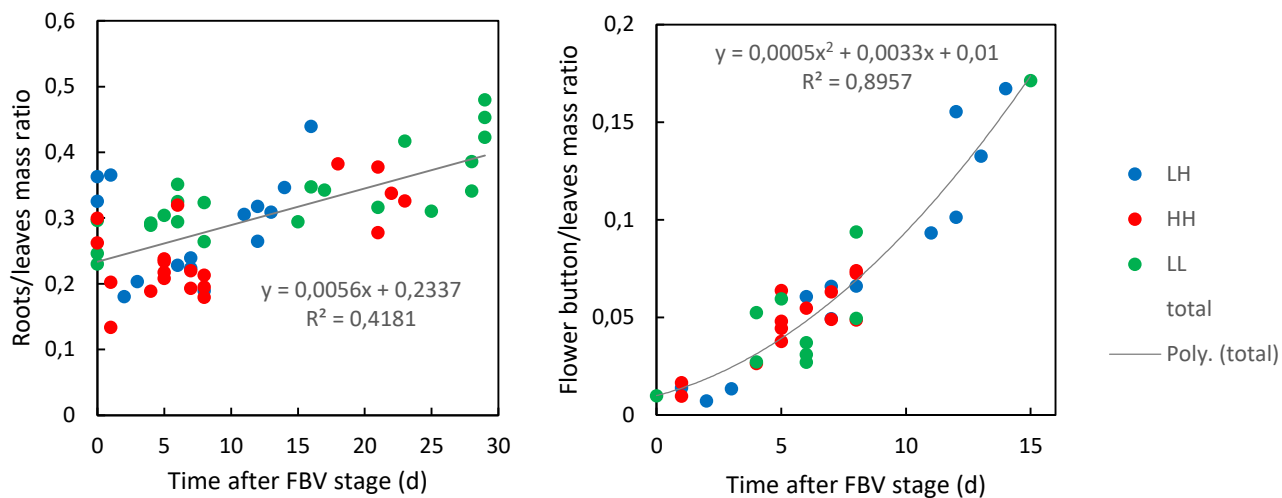 Roots/leaves mass ratio
0,6
0,5
0,4
0,3
0,2
0,1
0
y = 0,0056x + 0,2337
R² = 0,4181
0 5 10 15 20 25 30
Time after FBV stage (d)
Flower button/leaves mass ratio
0,2
0,15
0,1
0,05
0
y = 0,0005x² + 0,0033x + 0,01
R² = 0,8957
0 5 10 15
Time after FBV stage (d)
LH
HH
LL
total
Poly. (total)